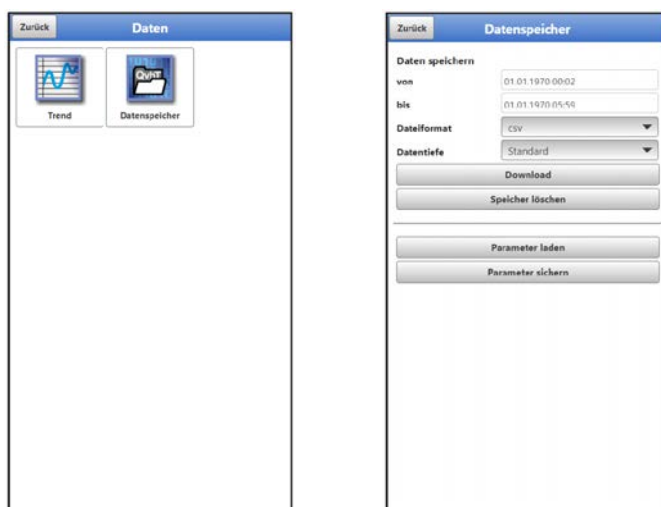 Zurück Daten
Trend Datenspeicher
Zurück Datenspeicher
Daten speichern
von 01.01.1970 00:02
bis 01.01.1970 05:59
Dateiformat csv
Datentiefe Standard
Download
Speicher löschen
Parameter laden
Parameter sichern